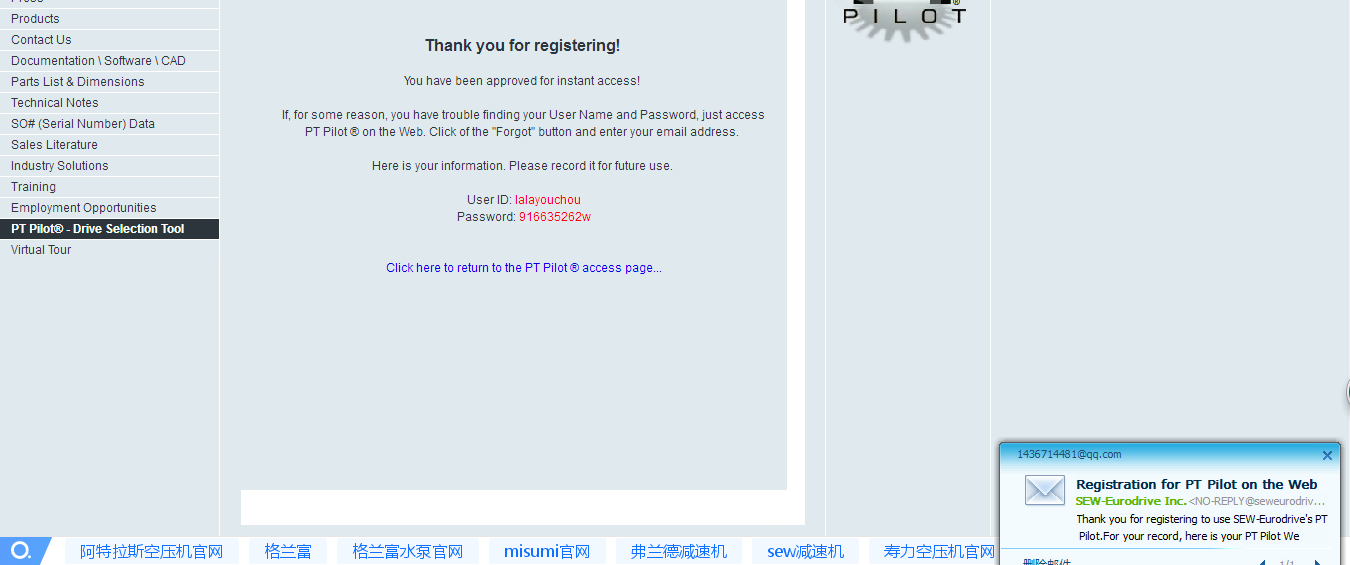 Products
Contact Us
Documentation \ Software \ CAD
Parts List & Dimensions
Technical Notes
SO# (Serial Number) Data
Sales Literature
Industry Solutions
Training
Employment Opportunities
PT Pilot® - Drive Selection Tool
Virtual Tour
Thank you for registering!
You have been approved for instant access!
If, for some reason, you have trouble finding your User Name and Password, just access
PT Pilot ® on the Web. Click of the "Forgot" button and enter your email address.
Here is your information. Please record it for future use.
User ID: lalayouchou
Password: 916635262w
Click here to return to the PT Pilot ® access page...
PILOT
®
1436714481@qq.com
Registration for PT Pilot on the Web
SEW-Eurodrive Inc. <NO-REPLY@seweurodriv...
Thank you for registering to use SEW-Eurodrive's PT
Pilot.For your record, here is your PT Pilot We
删除邮件 1/1
阿特拉斯空压机官网 格兰富 格兰富水泵官网 misumi官网 弗兰德减速机 sew减速机 寿力空压机官网